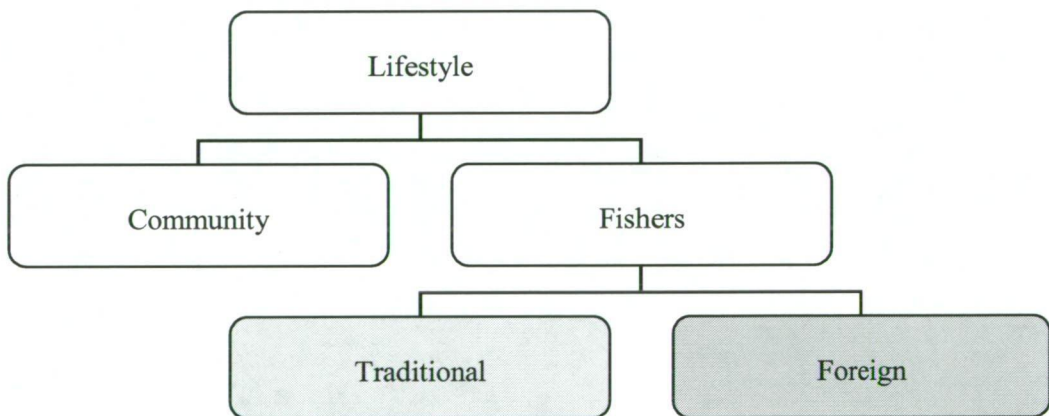 Lifestyle
Community
Fishers
Traditional
Foreign